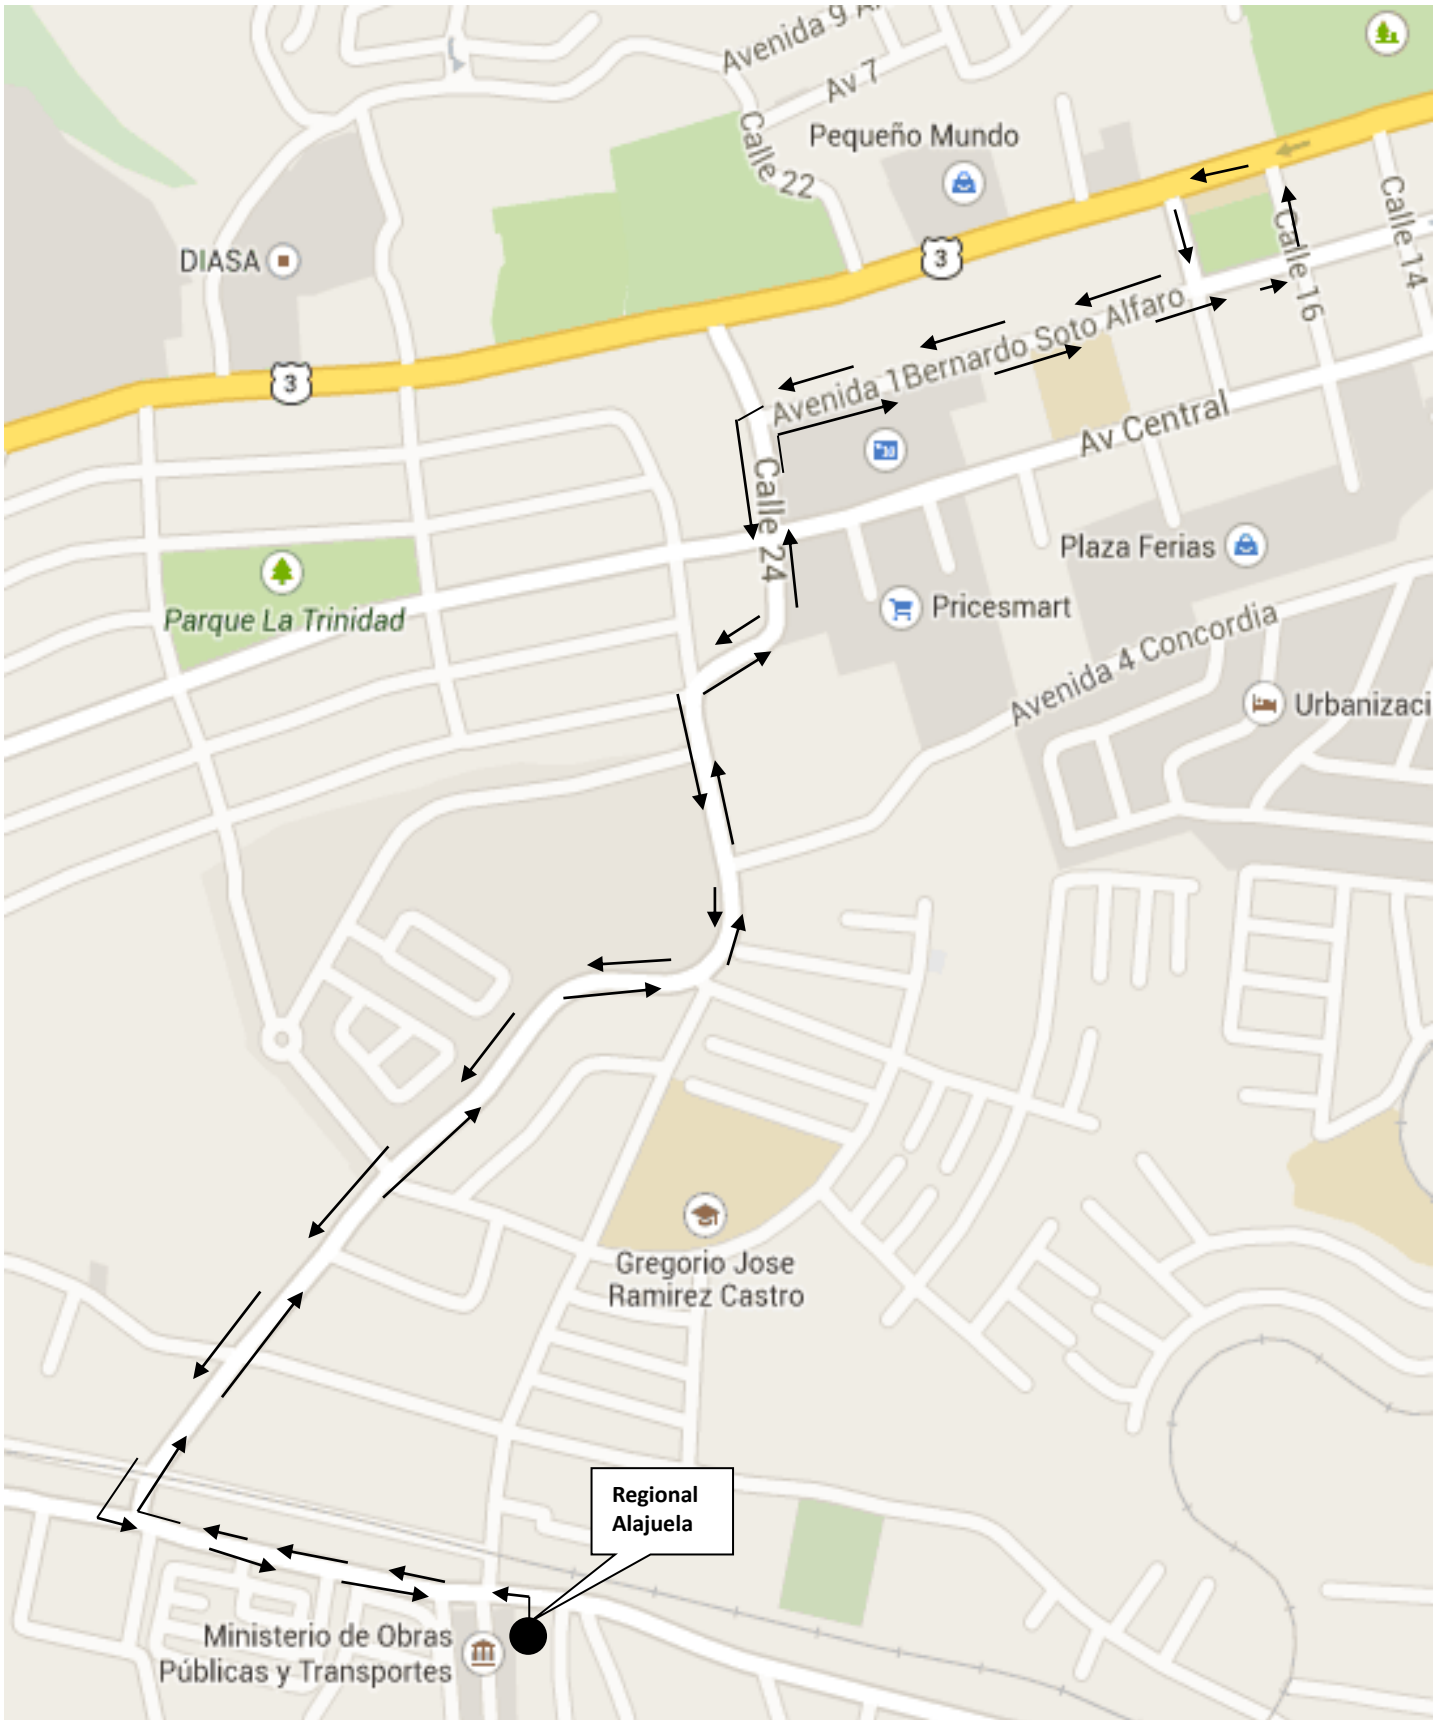 Avenida 9 A
Av 7
Calle 22
Pequeño Mundo
DIASA
3
3
Calle 14
Calle 16
Avenida 1Bernardo Soto Alfaro
Av Central
Calle 24
Plaza Ferias
Parque La Trinidad
Pricesmart
Avenida 4 Concordia
Urbanizaci
Gregorio Jose
Ramirez Castro
Regional
Alajuela
Ministerio de Obras
Públicas y Transportes